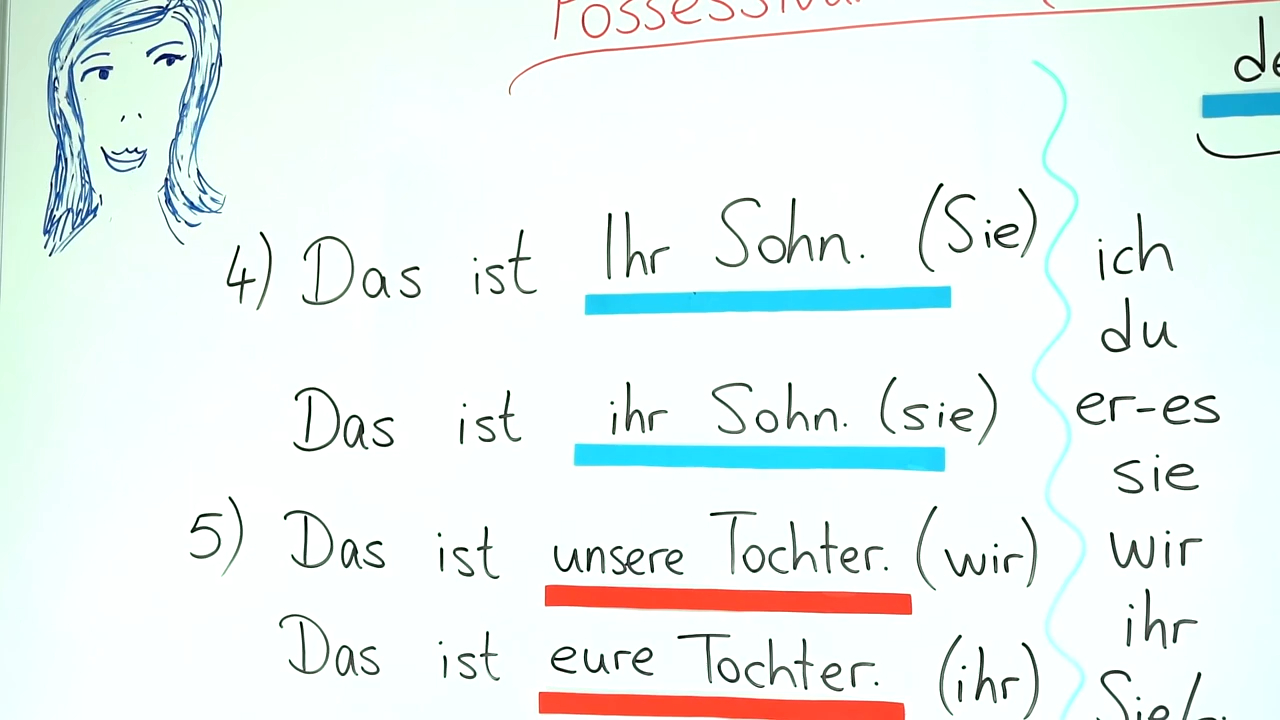 4) Das ist Ihr Sohn. (Sie)
Das ist ihr Sohn. (sie)
5) Das ist unsere Tochter. (wir)
Das ist eure Tochter. (ihr)
ich
du
er-es
sie
wir
ihr